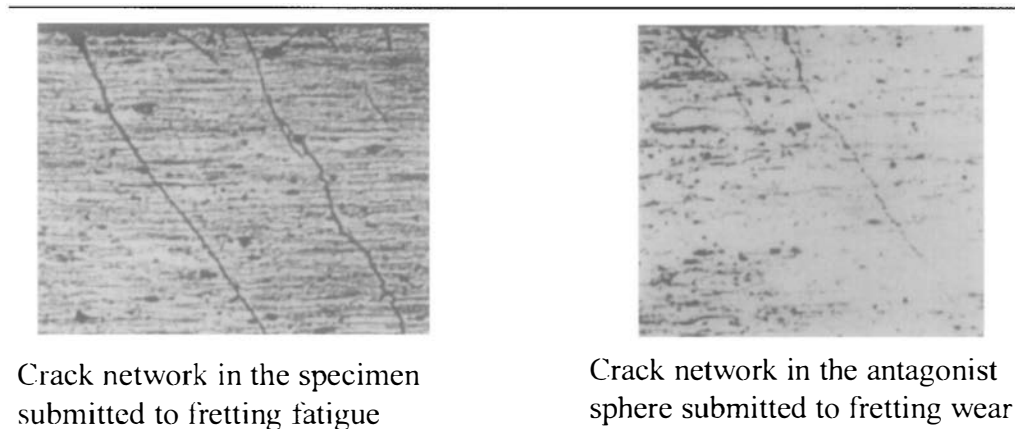 Crack network in the specimen
submitted to fretting fatigue
Crack network in the antagonist
sphere submitted to fretting wear